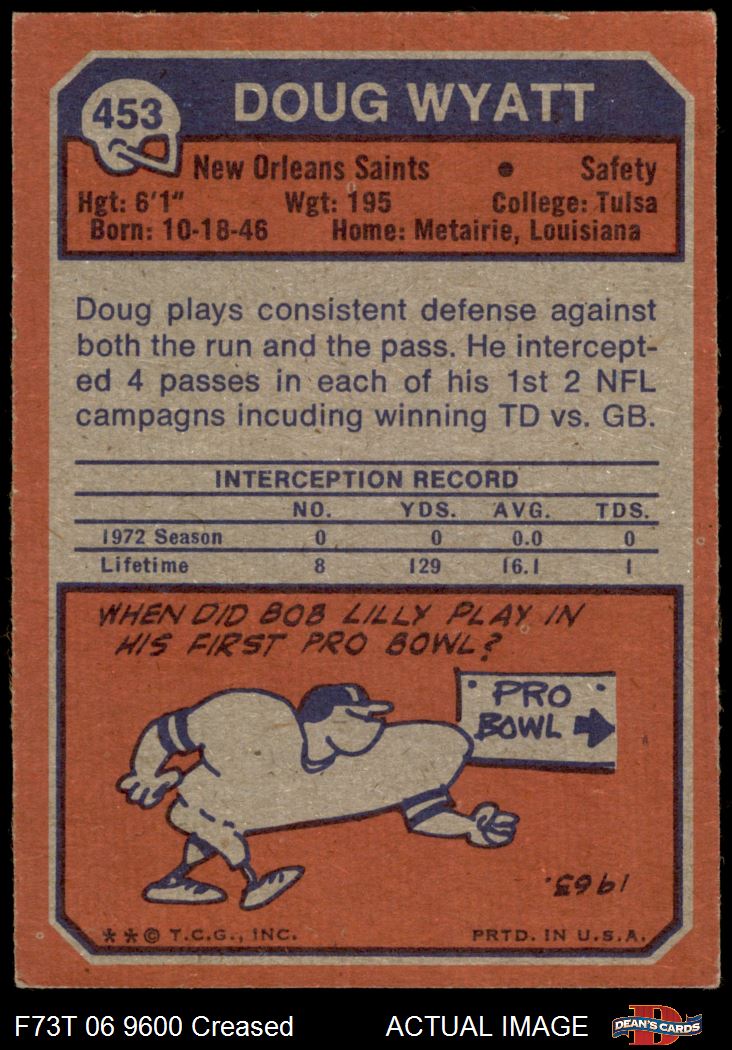 453
DOUG WYATT
New Orleans Saints • Safety
Hgt: 6'1" Wgt: 195 College: Tulsa
Born: 10-18-46 Home: Metairie, Louisiana
Doug plays consistent defense against
both the run and the pass. He intercept-
ed 4 passes in each of his 1st 2 NFL
campagns incuding winning TD vs. GB.
INTERCEPTION RECORD
NO. YDS. AVG. TDS.
1972 Season 0 0 0.0 0
Lifetime 8 129 16.1 1
WHEN DID BOB LILLY PLAY IN
HIS FIRST PRO BOWL?
PRO
BOWL
1963.
** © T.C.G., INC. PRTD. IN U.S.A.
F73T 06 9600 Creased ACTUAL IMAGE
D
DEAN'S CARDS